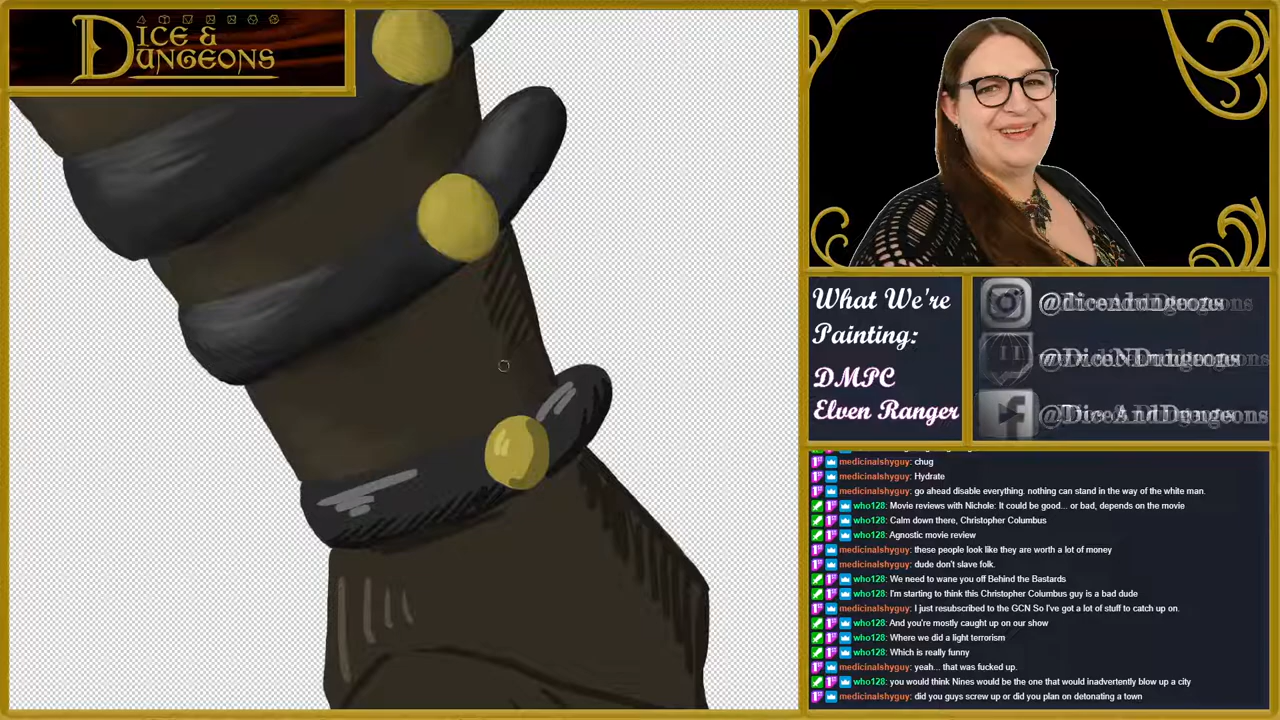 DICE &
DUNGEONS
What We're
Painting:
DMPC
Elven Ranger
@diceAndungeons
@DiceNDungeons
@DiceAndDungeons
medicinalshyguy: chug
medicinalshyguy: Hydrate
medicinalshyguy: go ahead disable everything. nothing can stand in the way of the white man.
who128: Movie reviews with Nichole: It could be good... or bad, depends on the movie
who128: Calm down there, Christopher Columbus
who128: Agnostic movie review
medicinalshyguy: these people look like they are worth a lot of money
medicinalshyguy: dude don't slave folk.
who128: We need to wane you off Behind the Bastards
who128: I'm starting to think this Christopher Columbus guy is a bad dude
medicinalshyguy: I just resubscribed to the GCN So I've got a lot of stuff to catch up on.
who128: And you're mostly caught up on our show
who128: Where we did a light terrorism
who128: Which is really funny
medicinalshyguy: yeah... that was fucked up.
who128: you would think Nines would be the one that would inadvertently blow up a city
medicinalshyguy: did you guys screw up or did you plan on detonating a town